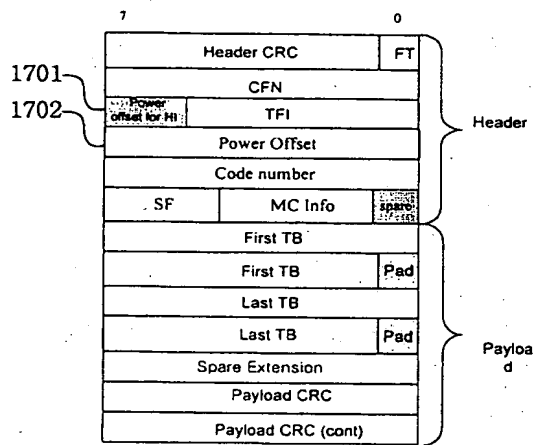 7 0
Header CRC FT
1701
CFN
Power
offset for HI TFI
1702
Power Offset
Header
Code number
SF MC Info spare
First TB
First TB Pad
Last TB
Last TB Pad
Payloa
d
Spare Extension
Payload CRC
Payload CRC (cont)